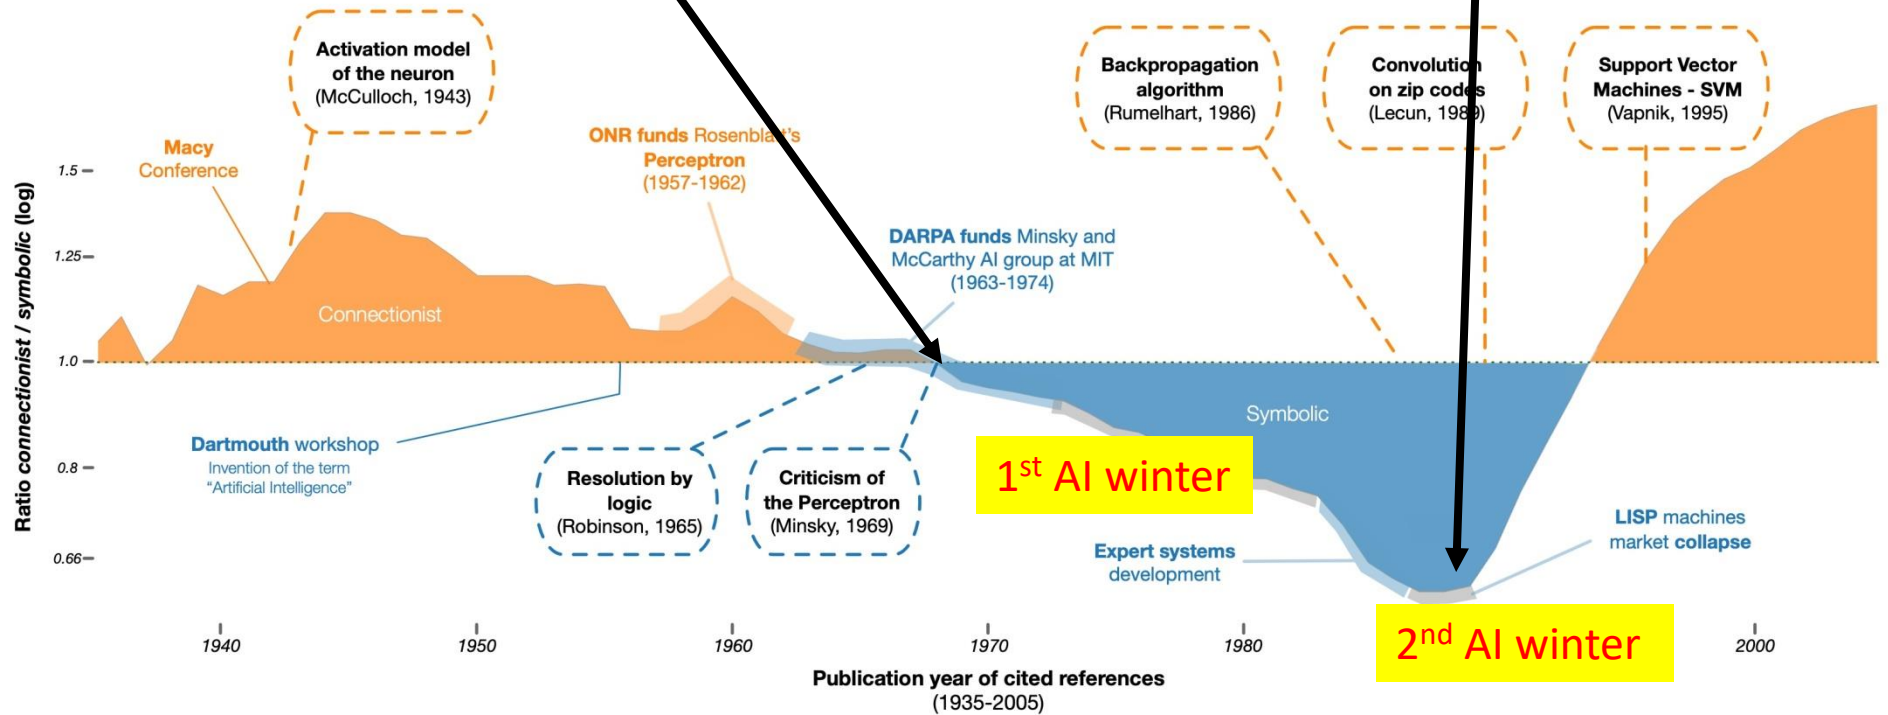 Activation model
of the neuron
(McCulloch, 1943)
Macy
Conference
ONR funds Rosenblatt's
Perceptron
(1957-1962)
DARPA funds Minsky and
McCarthy AI group at MIT
(1963-1974)
Backpropagation
algorithm
(Rumelhart, 1986)
Convolution
on zip codes
(Lecun, 1989)
Support Vector
Machines - SVM
(Vapnik, 1995)
Ratio connectionist / symbolic (log)
1.5
1.25
1.0
0.8
0.66
Connectionist
Symbolic
Dartmouth workshop
Invention of the term
“Artificial Intelligence”
Resolution by
logic
(Robinson, 1965)
Criticism of
the Perceptron
(Minsky, 1969)
1st AI winter
Expert systems
development
LISP machines
market collapse
2nd AI winter
1940
1950
1960
1970
1980
2000
Publication year of cited references
(1935-2005)